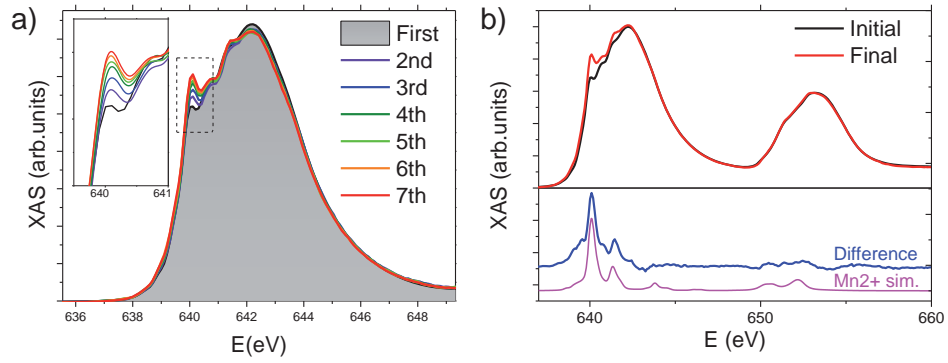 a)
XAS (arb.units)
640
641
First
2nd
3rd
4th
5th
6th
7th
636 638 640 642 644 646 648
E(eV)
b)
XAS (arb.units)
Initial
Final
Difference
Mn2+ sim.
640 650 660
E (eV)